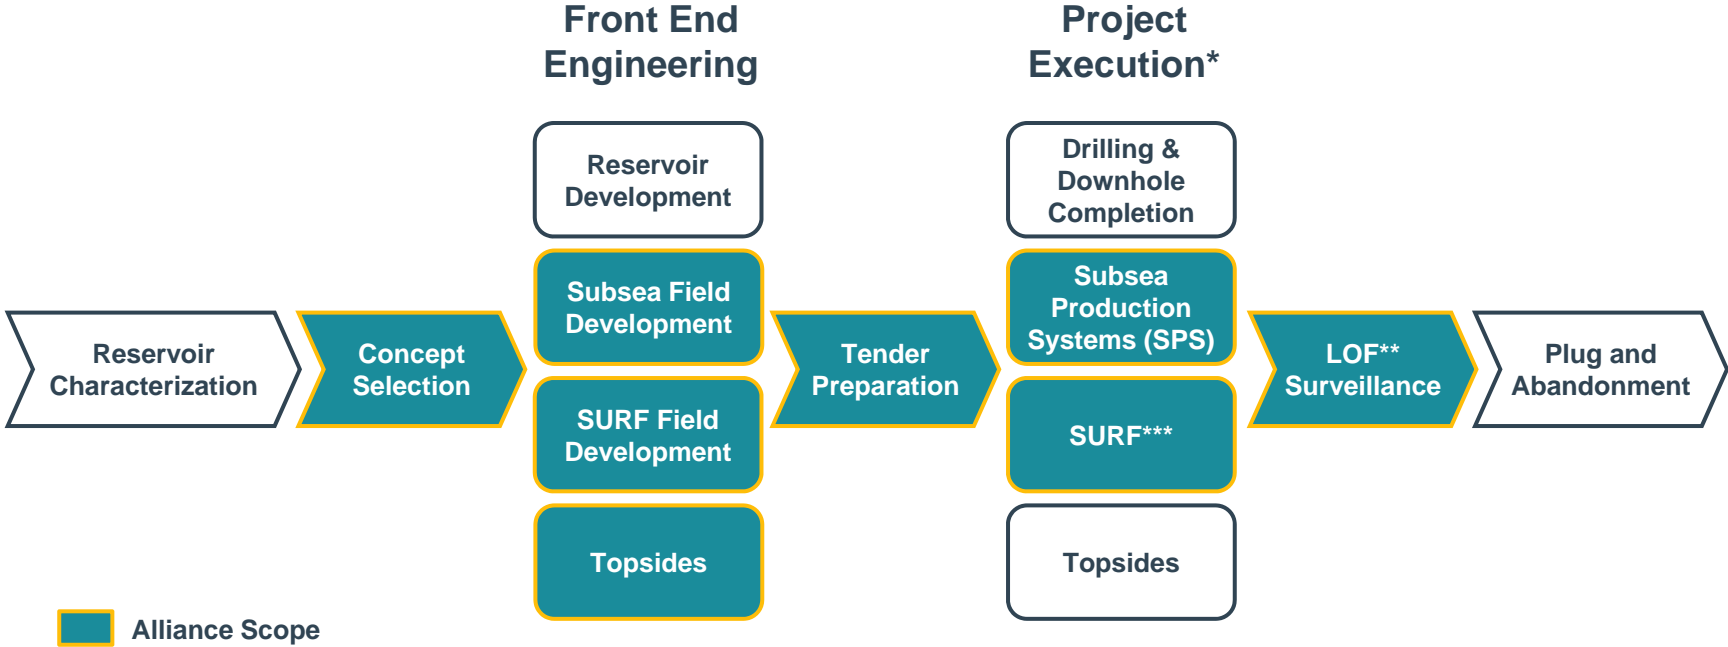 Front End
Engineering
Project
Execution*
Reservoir
Characterization
Concept
Selection
Reservoir
Development
Subsea Field
Development
SURF Field
Development
Topsides
Tender
Preparation
Drilling &
Downhole
Completion
Subsea
Production
Systems (SPS)
SURF***
Topsides
LOF**
Surveillance
Plug and
Abandonment
Alliance Scope